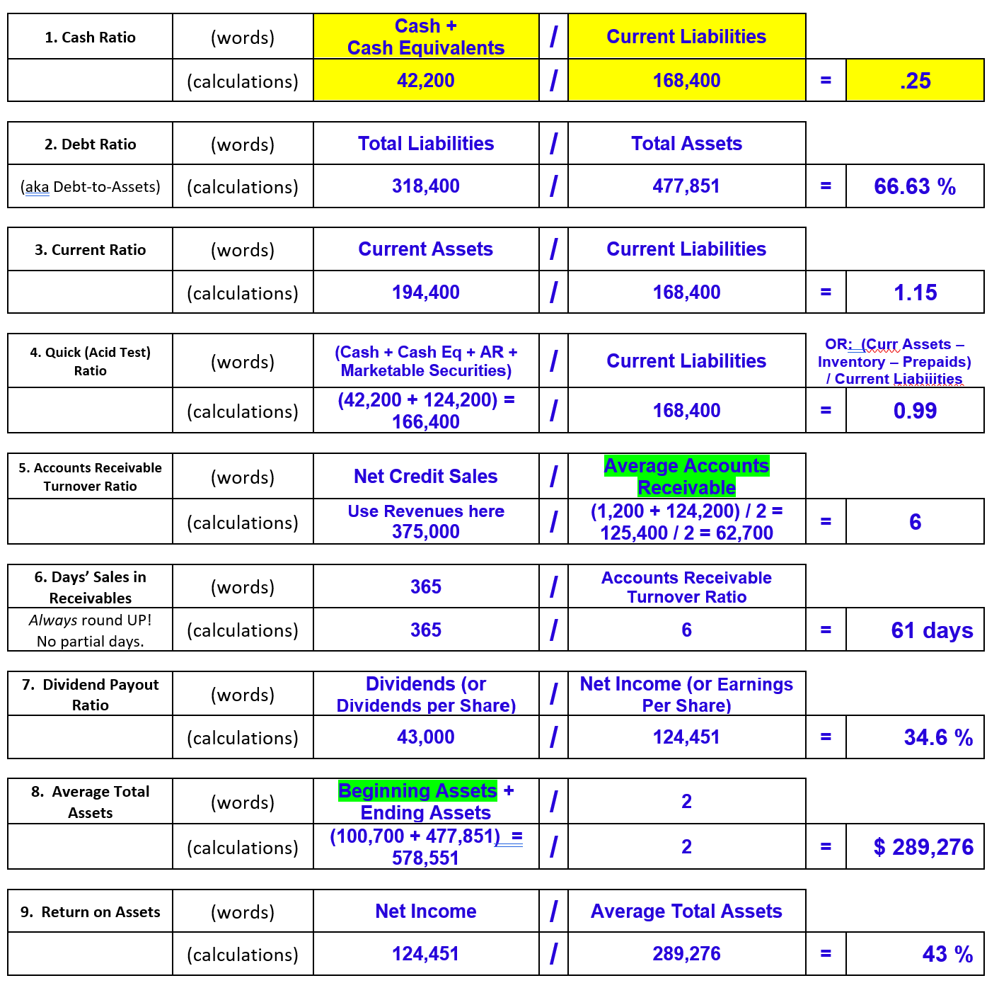 1. Cash Ratio (words) Cash +
Cash Equivalents / Current Liabilities
(calculations) 42,200 / 168,400 = .25
2. Debt Ratio (words) Total Liabilities / Total Assets
(aka Debt-to-Assets) (calculations) 318,400 / 477,851 = 66.63 %
3. Current Ratio (words) Current Assets / Current Liabilities
(calculations) 194,400 / 168,400 = 1.15
4. Quick (Acid Test)
Ratio
(words)
(Cash + Cash Eq + AR +
Marketable Securities)
/
Current Liabilities
OR: (Curr Assets –
Inventory – Prepaids)
/ Current Liabiiities
(calculations)
(42,200 + 124,200) =
166,400
/
168,400
=
0.99
5. Accounts Receivable
Turnover Ratio
(words)
Net Credit Sales
/
Average Accounts
Receivable
(calculations)
Use Revenues here
375,000
/
(1,200 + 124,200) / 2 =
125,400 / 2 = 62,700
=
6
6. Days’ Sales in
Receivables
(words)
365
/
Accounts Receivable
Turnover Ratio
Always round UP!
No partial days.
(calculations)
365
/
6
=
61 days
7. Dividend Payout
Ratio
(words)
Dividends (or
Dividends per Share)
/
Net Income (or Earnings
Per Share)
(calculations) 43,000 / 124,451 = 34.6 %
8. Average Total
Assets
(words)
Beginning Assets +
Ending Assets
/
2
(calculations)
(100,700 + 477,851) =
578,551
/
2
=
$ 289,276
9. Return on Assets (words) Net Income / Average Total Assets
(calculations) 124,451 / 289,276 = 43 %